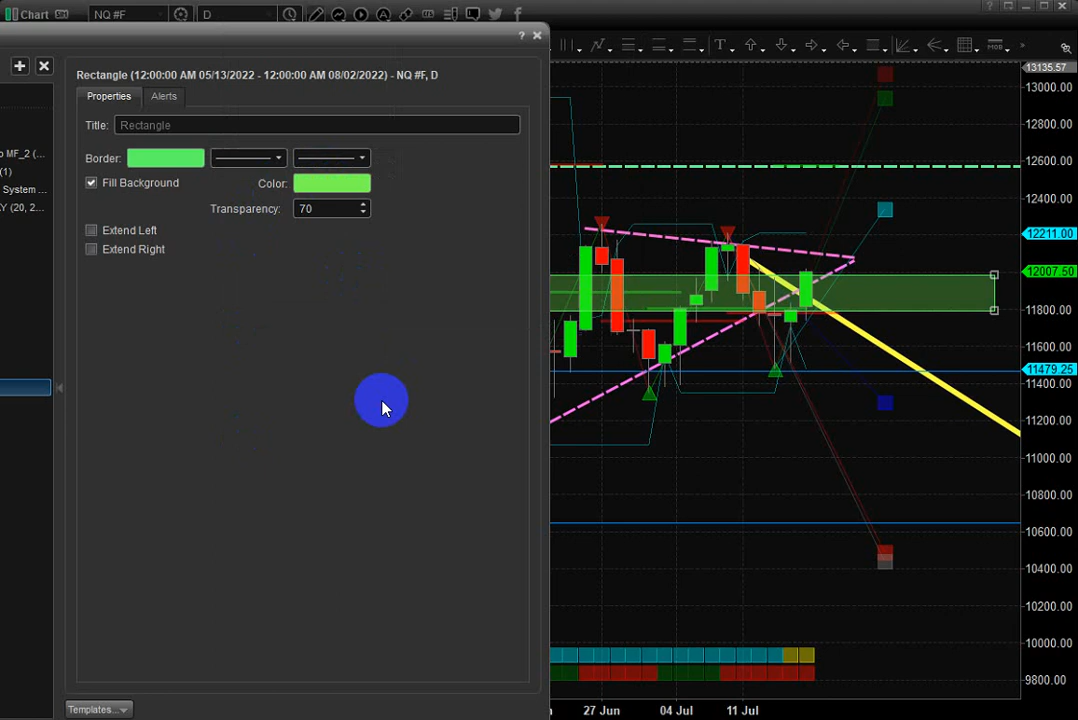 Chart
NQ #F
D
Rectangle (12:00:00 AM 05/13/2022 - 12:00:00 AM 08/02/2022) - NQ #F, D
Properties
Alerts
Title:
Rectangle
Border:
Fill Background
Color:
Transparency:
70
Extend Left
Extend Right
o MF_2 (...
(1)
System ...
KY (20, 2...
Templates...
T
MOB
13135.57
13000.00
12800.00
12600.00
12400.00
12211.00
12007.50
11800.00
11600.00
11479.25
11400.00
11200.00
11000.00
10800.00
10600.00
10400.00
10200.00
10000.00
9800.00
27 Jun
04 Jul
11 Jul